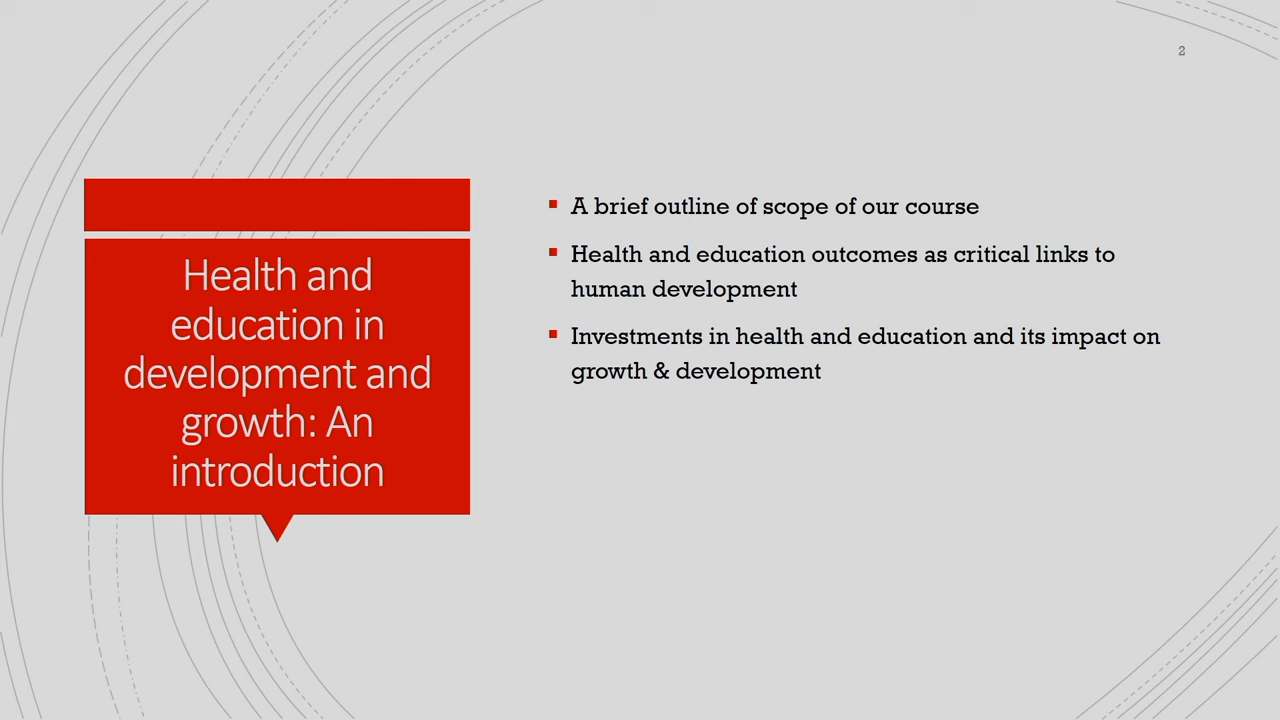 2
Health and
education in
development and
growth: An
introduction
A brief outline of scope of our course
Health and education outcomes as critical links to
human development
Investments in health and education and its impact on
growth & development